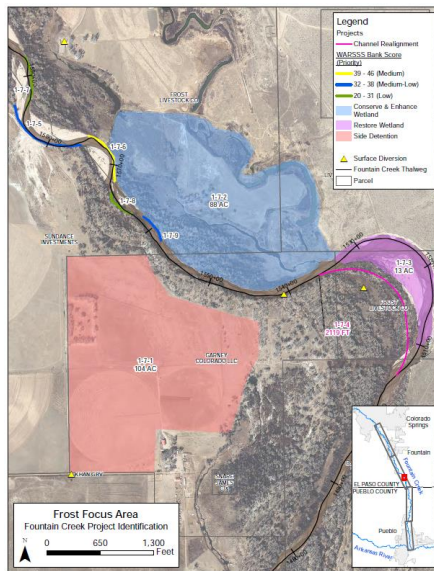 Legend
Projects
Channel Realignment
WARSSS Bank Score
(Priority)
39 - 46 (Medium)
32 - 38 (Medium-Low)
20 - 31 (Low)
Conserve & Enhance
Wetland
Restore Wetland
Side Detention
Surface Diversion
Fountain Creek Thalweg
Parcel
FROST
LIVESTOCK CO
1-7-7
1-7-5
1-7-6
1-7-8
1-7-9
1-7-2
88 AC
SUNDANCE
INVESTMENTS
1-7-3
13 AC
1-7-4
2119 FT
1-7-1
104 AC
CARNEY
COLORADO LLC
Colorado
Springs
Fountain
Fountain
Creek
EL PASO COUNTY
PUEBLO COUNTY
Pueblo
Arkansas River
Frost Focus Area
Fountain Creek Project Identification
N
0 650 1,300
Feet